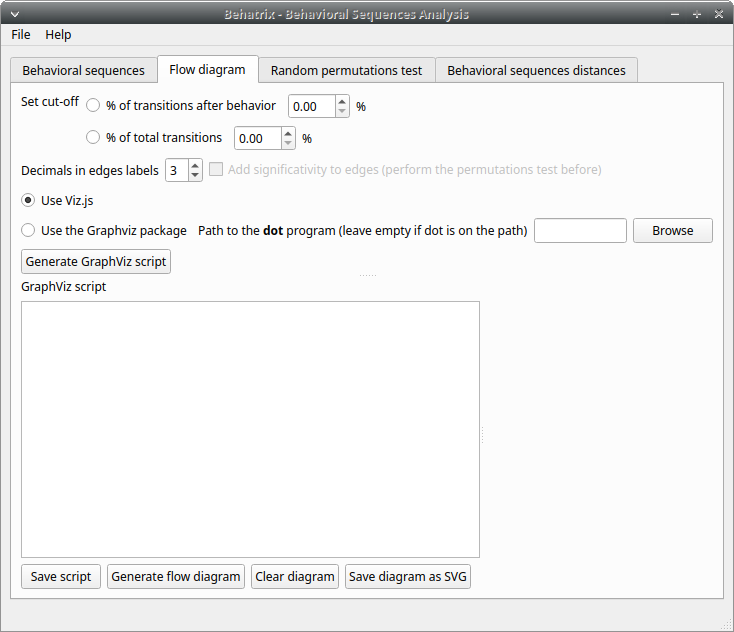 Behatrix - Behavioral Sequences Analysis
File Help
Behavioral sequences Flow diagram Random permutations test Behavioral sequences distances
Set cut-off % of transitions after behavior 0.00 %
% of total transitions 0.00 %
Decimals in edges labels 3 Add significativity to edges (perform the permutations test before)
Use Viz.js
Use the Graphviz package Path to the dot program (leave empty if dot is on the path) Browse
Generate GraphViz script
GraphViz script
Save script Generate flow diagram Clear diagram Save diagram as SVG